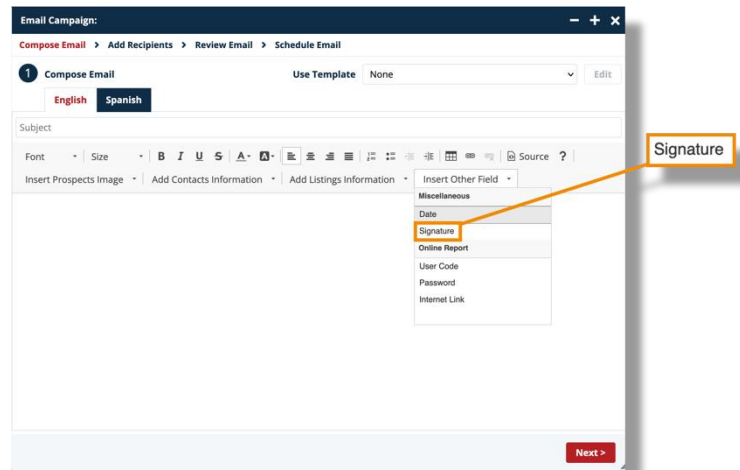 Email Campaign:
Compose Email > Add Recipients > Review Email > Schedule Email
1 Compose Email Use Template None Edit
English Spanish
Subject
Font Size B I U S A A Source ?
Insert Prospects Image Add Contacts Information Add Listings Information Insert Other Field
Miscellaneous
Date
Signature
Online Report
User Code
Password
Internet Link
Signature
Next >